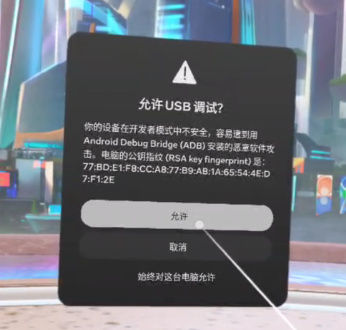 允许 USB 调试？
你的设备在开发者模式中不安全，容易遭到用
Android Debug Bridge (ADB) 安装的恶意软件攻
击。电脑的公钥指纹 (RSA key fingerprint) 是：
77:BD:E1:F8:CC:A8:77:B9:AB:1A:65:54:4E:D
7:F1:2E
允许
取消
始终对这台电脑允许